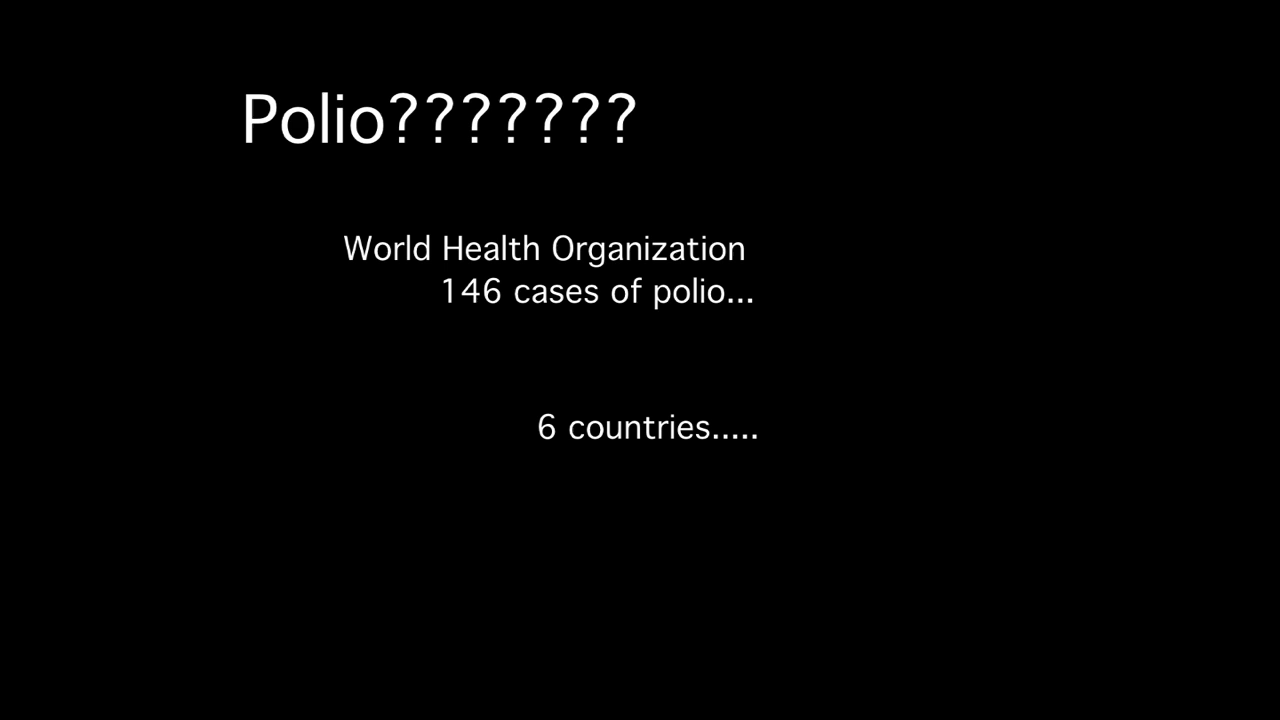 Polio???????
World Health Organization
146 cases of polio...
6 countries.....